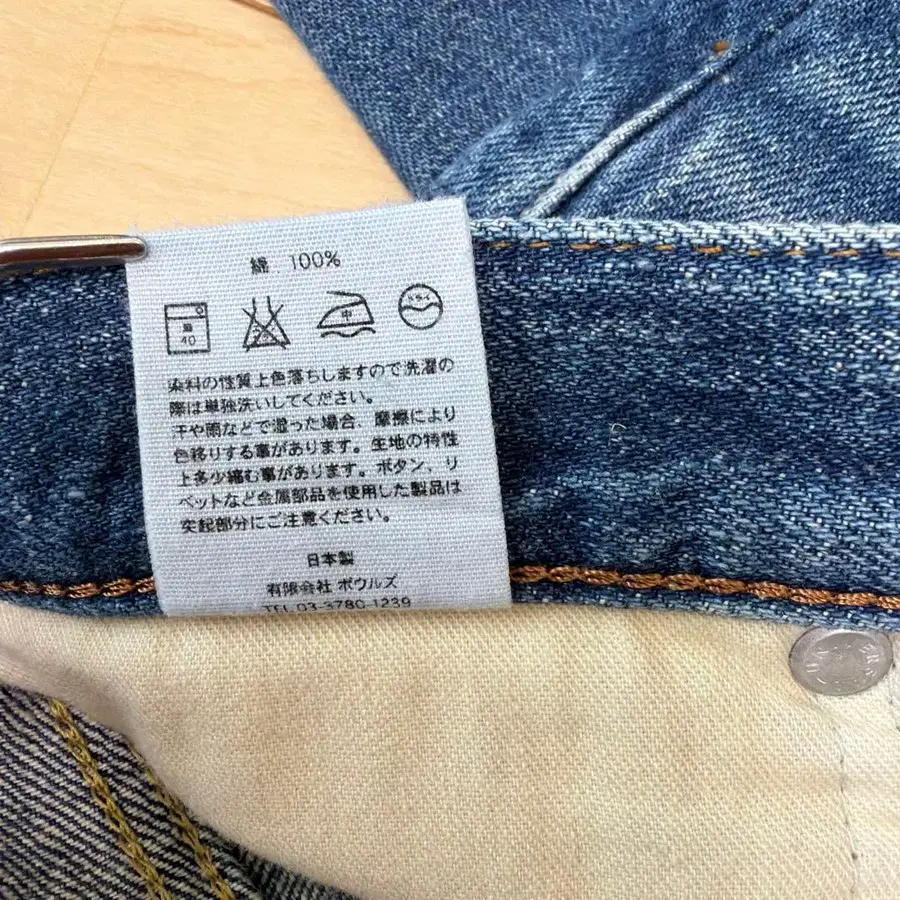 綿 100%
40
中
ドライ
染料の性質上色落ちしますので洗濯の
際は単独洗いしてください。
汗や雨などで湿った場合、摩擦により
色移りする事があります。生地の特性
上多少縮む事があります。ボタン、リ
ベットなど金属部品を使用した製品は
突起部分にご注意ください。
日本製
有限会社 ボウルズ
TEL 03-3780-1239